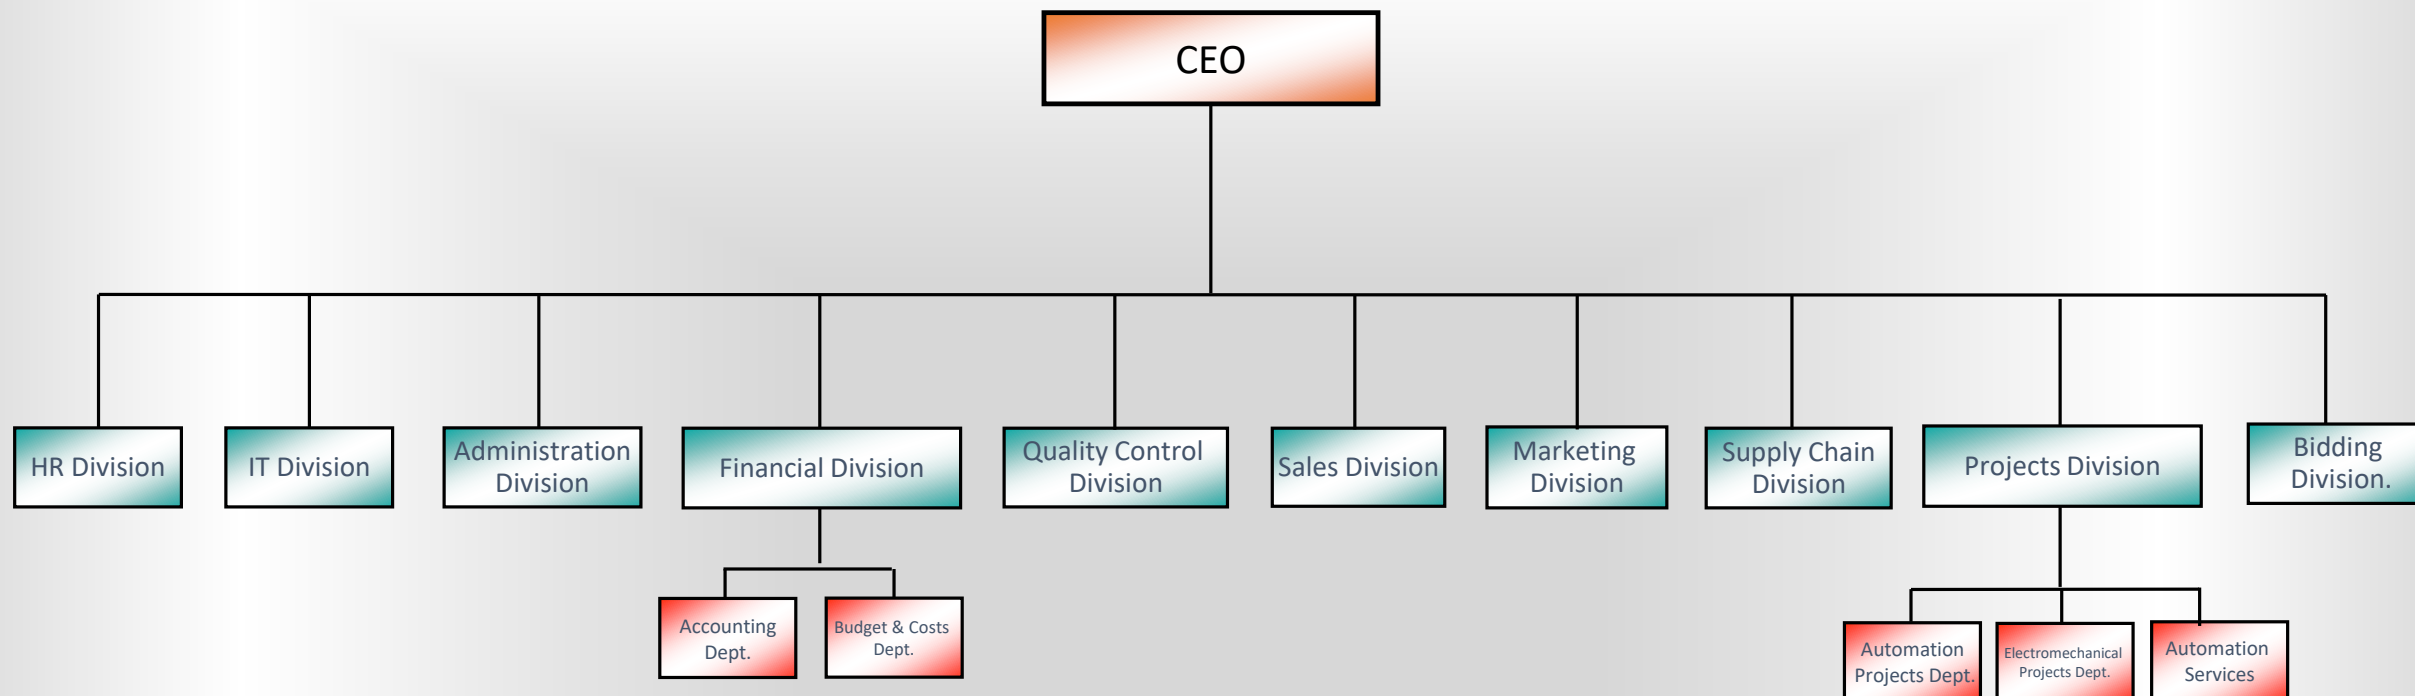 CEO
HR Division
IT Division
Administration
Division
Financial Division
Quality Control
Division
Sales Division
Marketing
Division
Supply Chain
Division
Projects Division
Bidding
Division.
Accounting
Dept.
Budget & Costs
Dept.
Automation
Projects Dept.
Electromechanical
Projects Dept.
Automation
Services